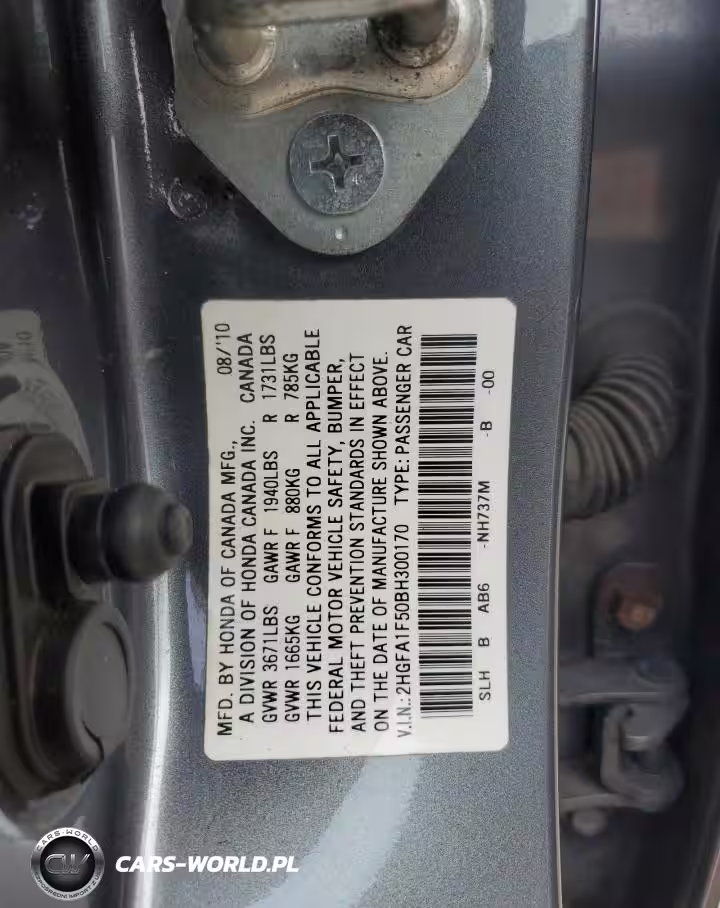 MFD. BY HONDA OF CANADA MFG., 08/'10
A DIVISION OF HONDA CANADA INC. CANADA
GVWR 3671LBS GAWR F 1940LBS R 1731LBS
GVWR 1665KG GAWR F 880KG R 785KG
THIS VEHICLE CONFORMS TO ALL APPLICABLE
FEDERAL MOTOR VEHICLE SAFETY, BUMPER,
AND THEFT PREVENTION STANDARDS IN EFFECT
ON THE DATE OF MANUFACTURE SHOWN ABOVE.
V.I.N.: 2HGFA1F50BH300170 TYPE: PASSENGER CAR
SLH B AB6 -NH737M -B -00
CARS-WORLD
CW
CARS-WORLD.PL